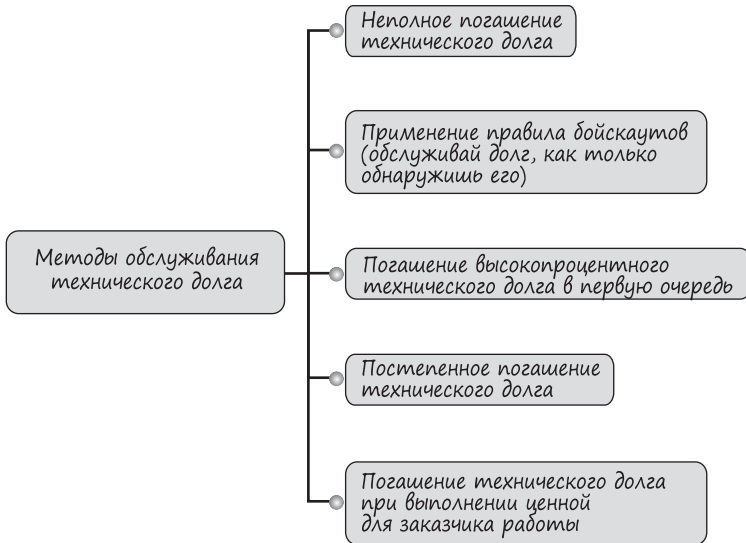 Неполное погашение
технического долга
Применение правила бойскаутов
(обслуживай долг, как только
обнаружишь его)
Методы обслуживания
технического долга
Погашение высокопроцентного
технического долга в первую очередь
Постепенное погашение
технического долга
Погашение технического долга
при выполнении ценной
для заказчика работы